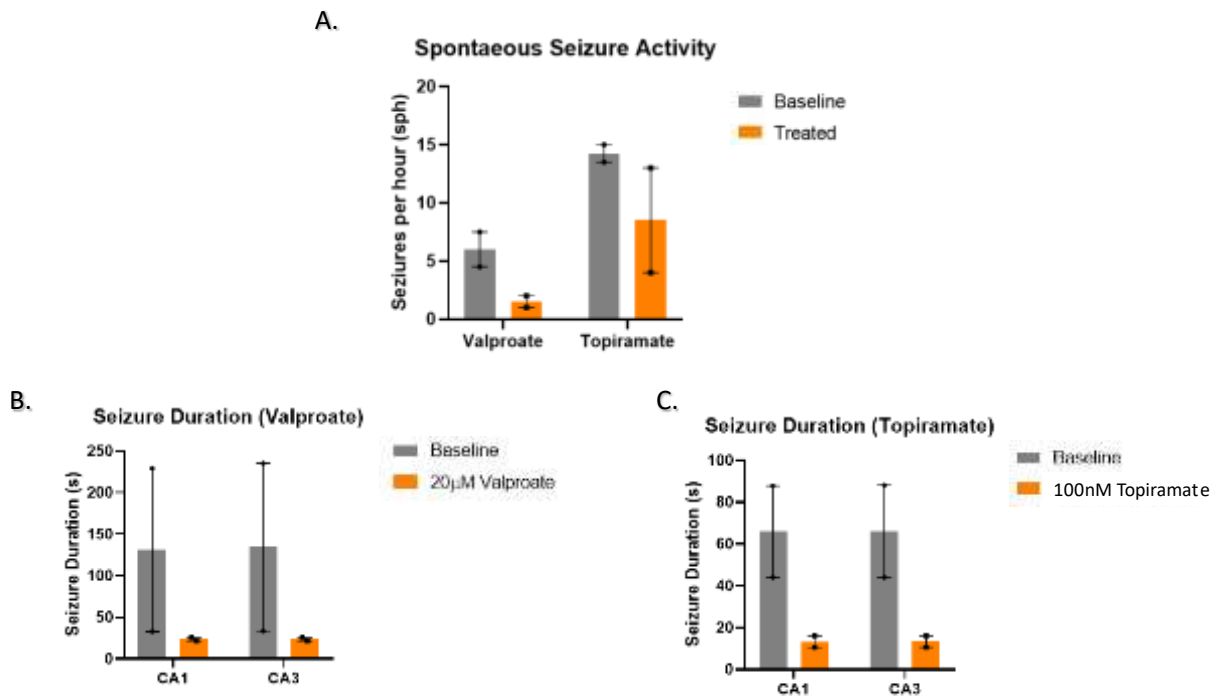 A.
Spontaeous Seizure Activity
Seziures per hour (sph)
20
15
10
5
0
Valproate
Topiramate
Baseline
Treated
B.
Seizure Duration (Valproate)
Seizure Duration (s)
250
200
150
100
50
0
CA1
CA3
Baseline
20µM Valproate
C.
Seizure Duration (Topiramate)
Seizure Duration (s)
100
80
60
40
20
0
CA1
CA3
Baseline
100nM Topiramate